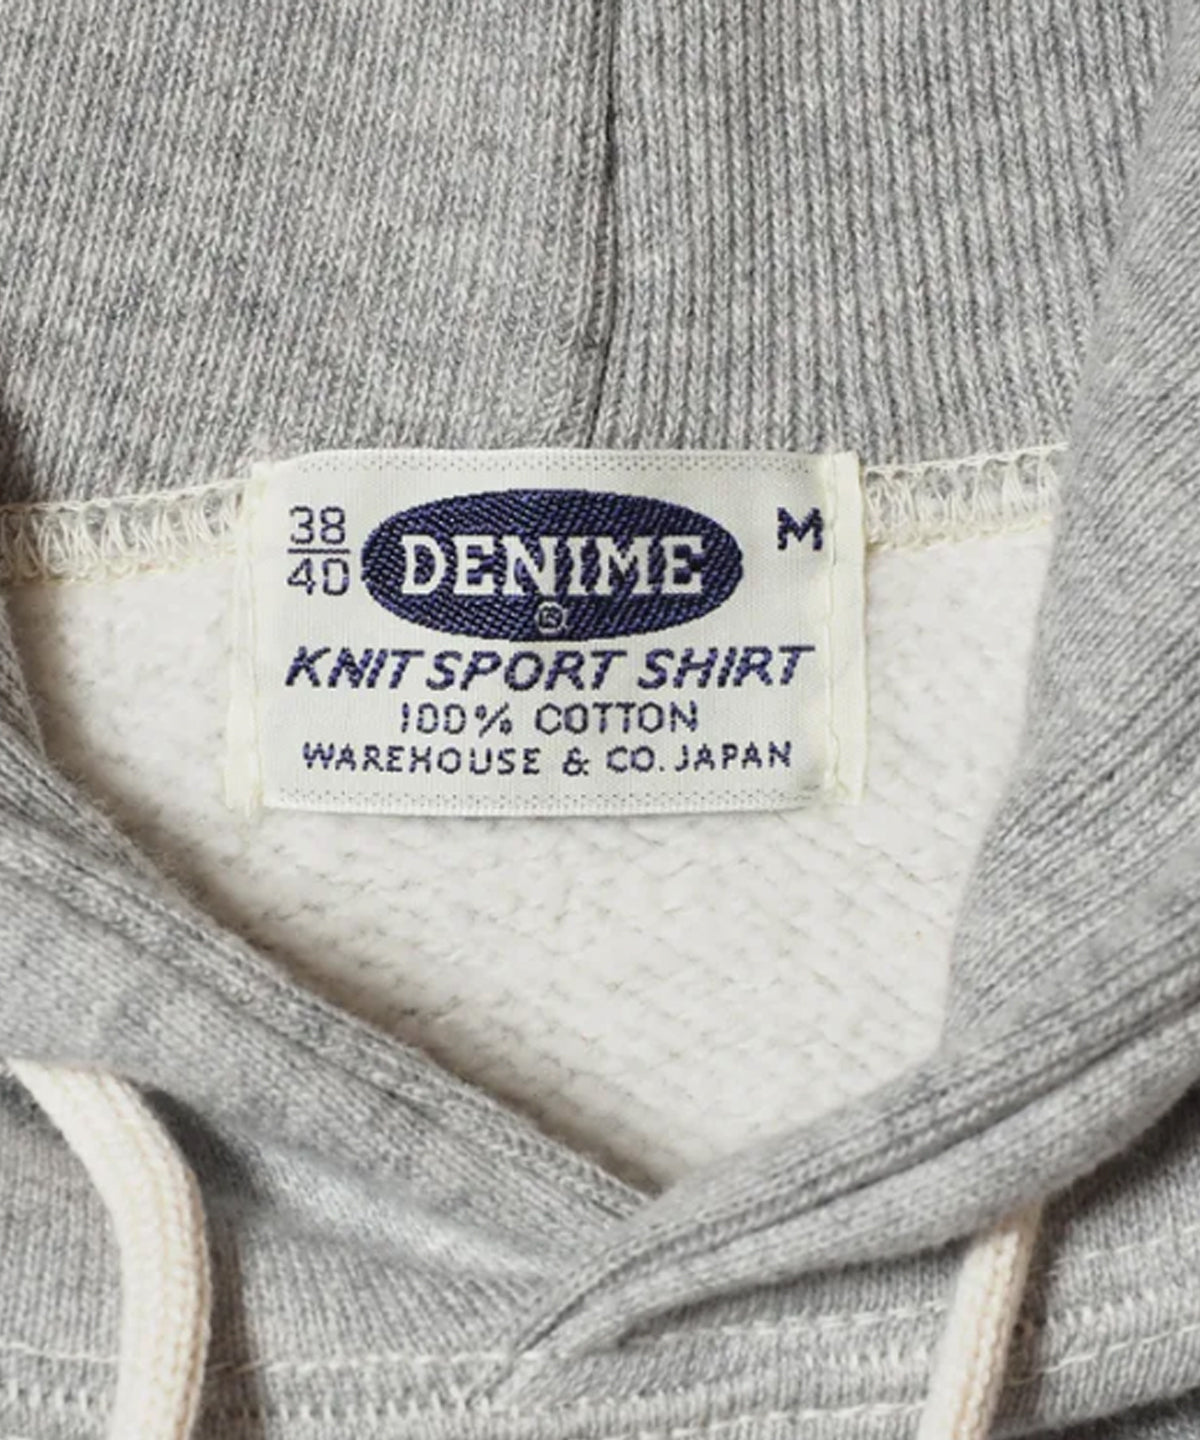 38
40
DENIME
®
M
KNIT SPORT SHIRT
100% COTTON
WAREHOUSE & CO. JAPAN